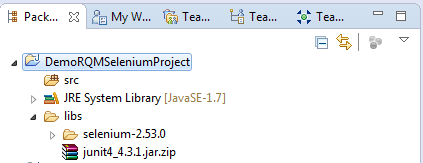 Pack... My W... Tea... Tea... Tea...
DemoRQMSeleniumProject
src
JRE System Library [JavaSE-1.7]
libs
selenium-2.53.0
junit4_4.3.1.jar.zip